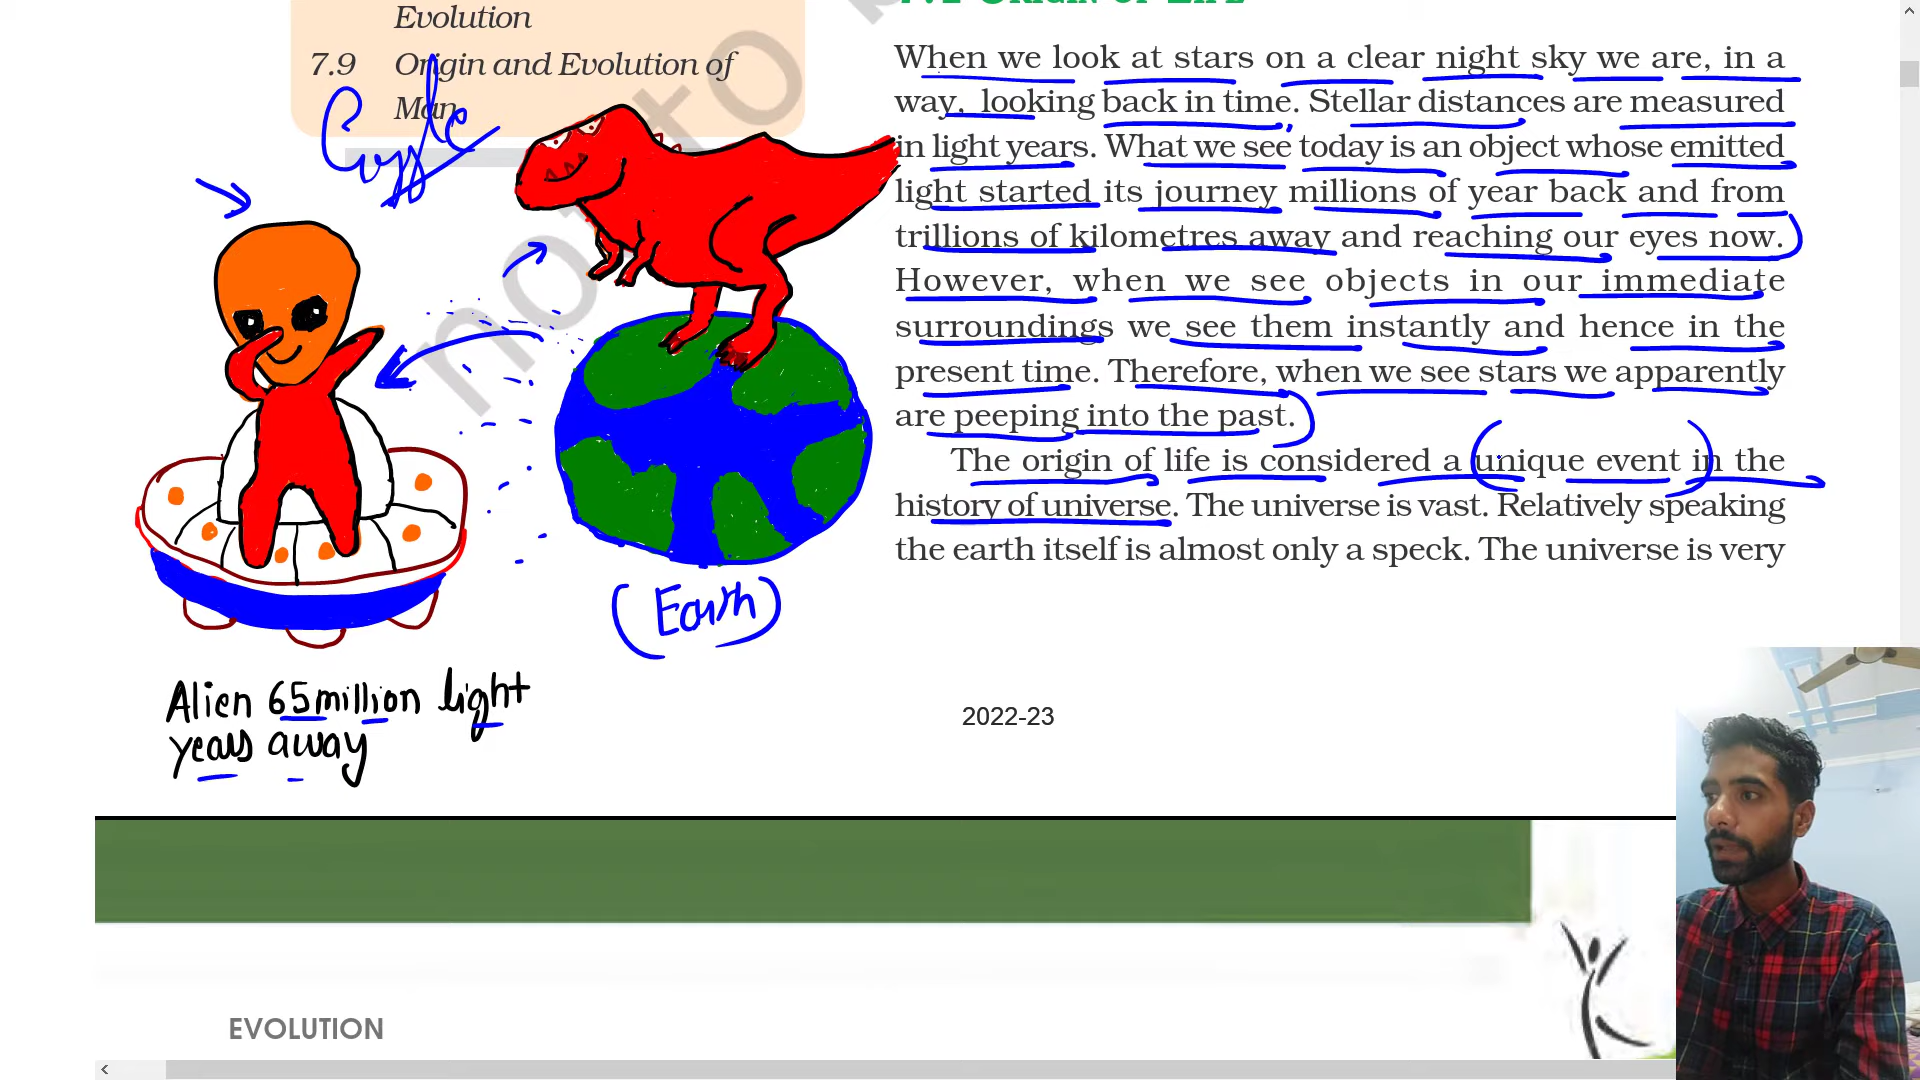 Evolution
7.9 Origin and Evolution of
Man
When we look at stars on a clear night sky we are, in a
way, looking back in time. Stellar distances are measured
in light years. What we see today is an object whose emitted
light started its journey millions of year back and from
trillions of kilometres away and reaching our eyes now.
However, when we see objects in our immediate
surroundings we see them instantly and hence in the
present time. Therefore, when we see stars we apparently
are peeping into the past.
The origin of life is considered a unique event in the
history of universe. The universe is vast. Relatively speaking
the earth itself is almost only a speck. The universe is very
(Earth)
Alien 65 million light
years away
2022-23
EVOLUTION